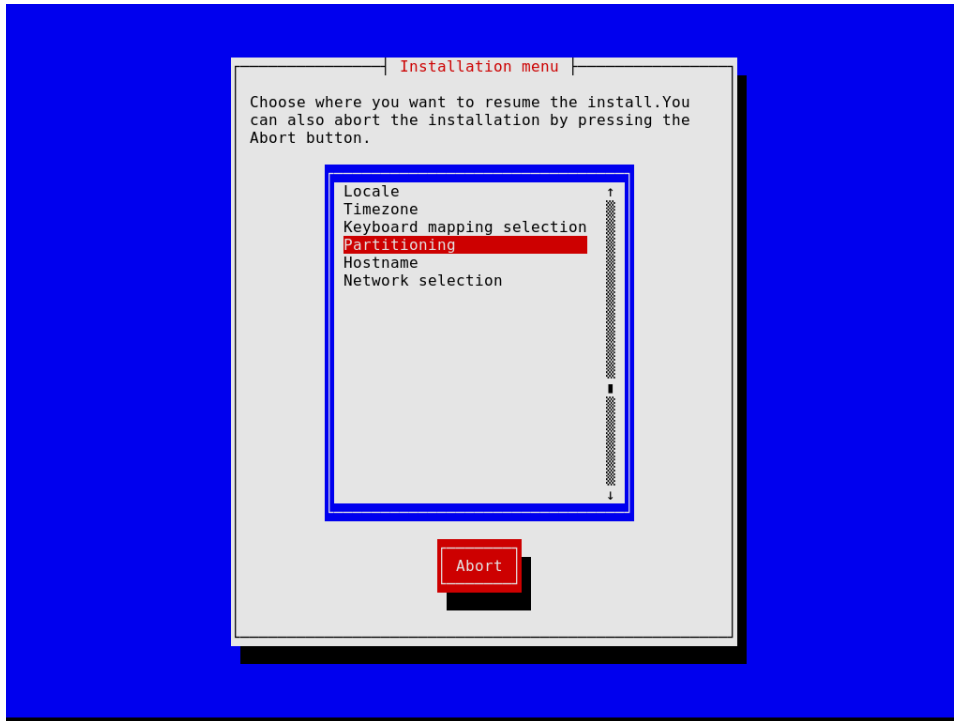 Installation menu
Choose where you want to resume the install.You
can also abort the installation by pressing the
Abort button.
Locale
Timezone
Keyboard mapping selection
Partitioning
Hostname
Network selection
Abort